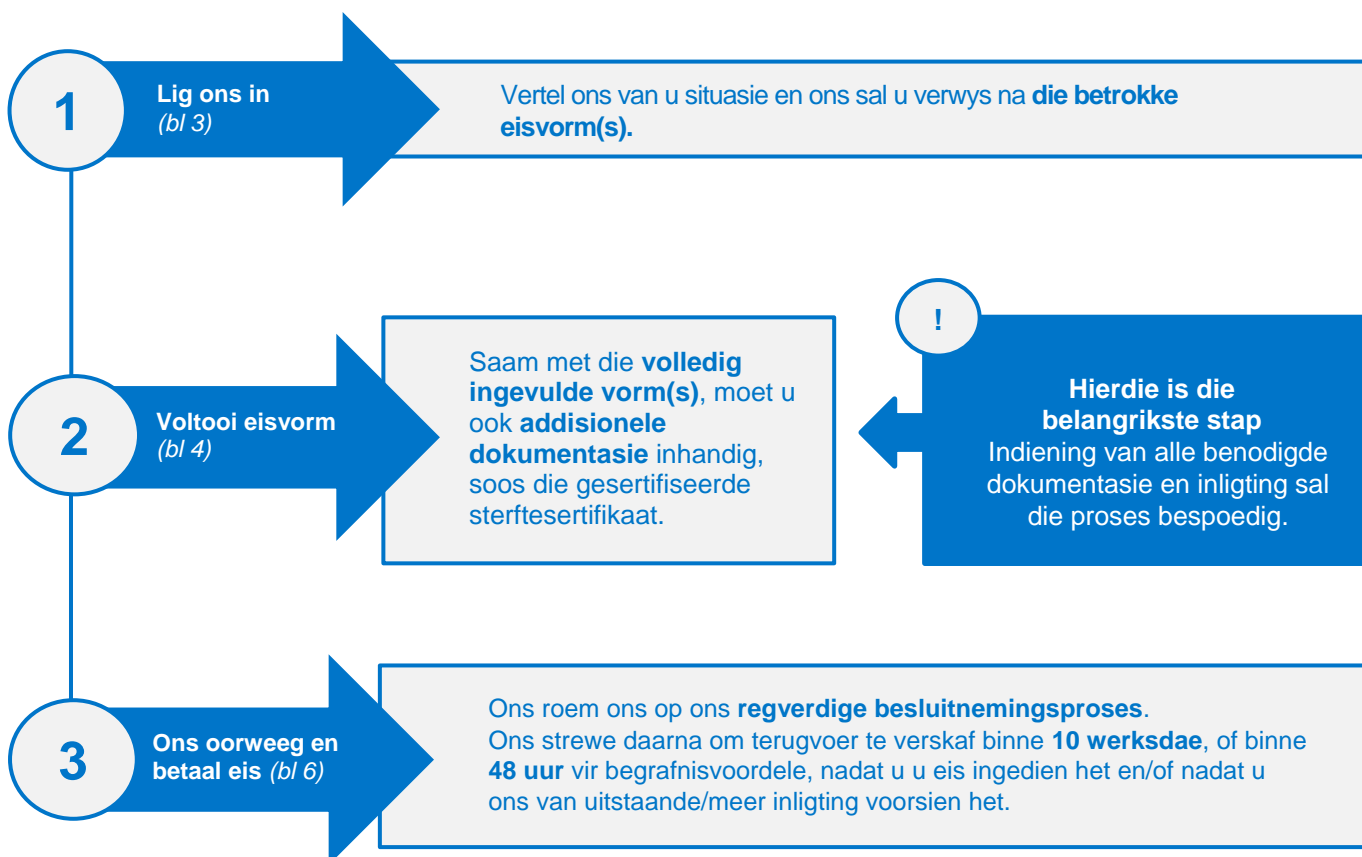 1
Lig ons in
(bl 3)
Vertel ons van u situasie en ons sal u verwys na die betrokke
eisvorm(s).
2
Voltooi eisvorm
(bl 4)
Saam met die volledig
ingevulde vorm(s), moet u
ook addisionele
dokumentasie inhandig,
soos die gesertifiseerde
sterftesertifikaat.
!
Hierdie is die
belangrikste stap
Indiening van alle benodigde
dokumentasie en inligting sal
die proses bespoedig.
3
Ons oorweeg en
betaal eis (bl 6)
Ons roem ons op ons regverdige besluitnemingsproses.
Ons strewe daarna om terugvoer te verskaf binne 10 werksdae, of binne
48 uur vir begrafnisvoordele, nadat u u eis ingedien het en/of nadat u
ons van uitstaande/meer inligting voorsien het.